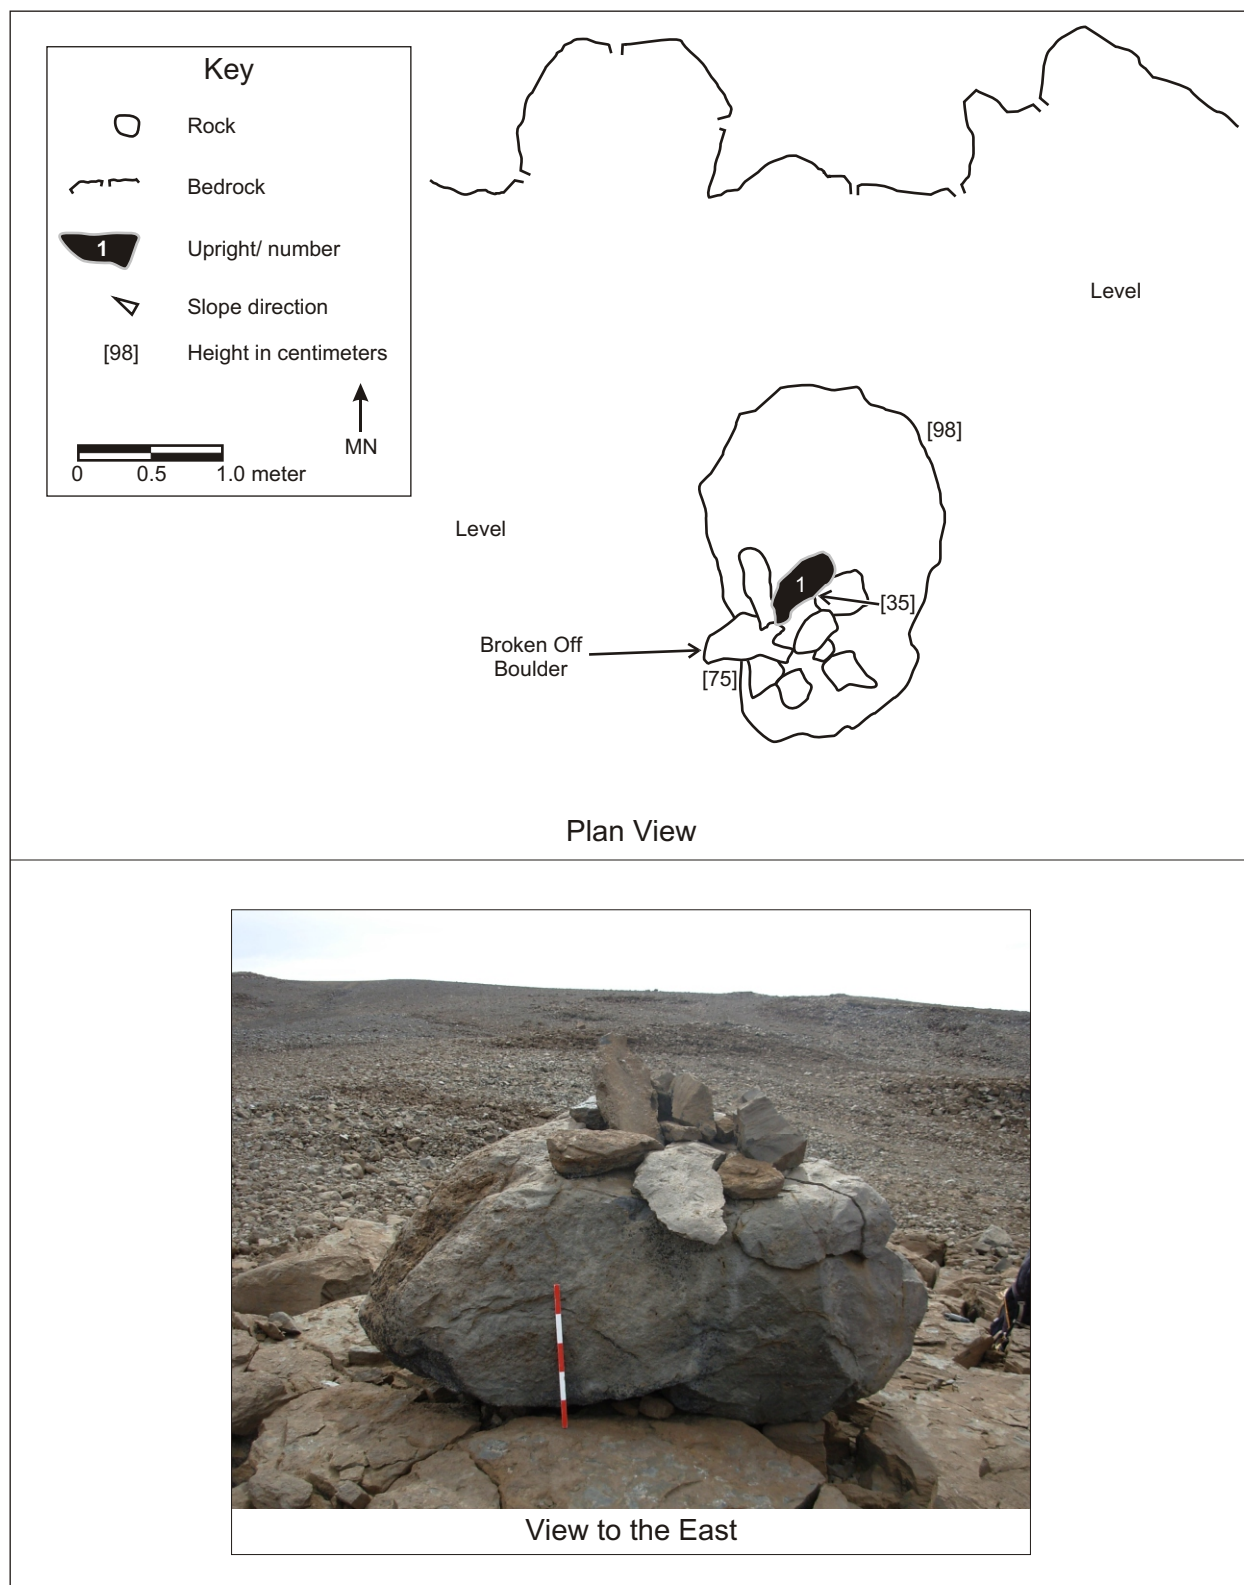 Key
Rock
Bedrock
1
Upright/ number
Slope direction
[98]
Height in centimeters
MN
0
0.5
1.0 meter
Level
[98]
Level
1
[35]
Broken Off
Boulder
[75]
Plan View
View to the East